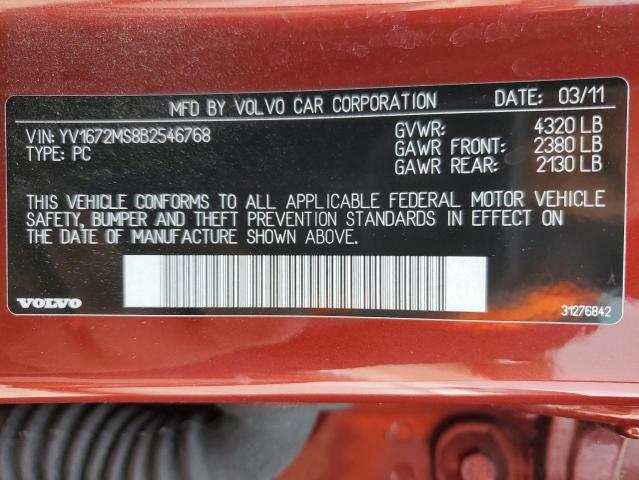 MFD BY VOLVO CAR CORPORATION DATE: 03/11
VIN: YV1672MS8B2546768 GVWR: 4320 LB
TYPE: PC GAWR FRONT: 2380 LB
GAWR REAR: 2130 LB
THIS VEHICLE CONFORMS TO ALL APPLICABLE FEDERAL MOTOR VEHICLE
SAFETY, BUMPER AND THEFT PREVENTION STANDARDS IN EFFECT ON
THE DATE OF MANUFACTURE SHOWN ABOVE.
VOLVO 31276842